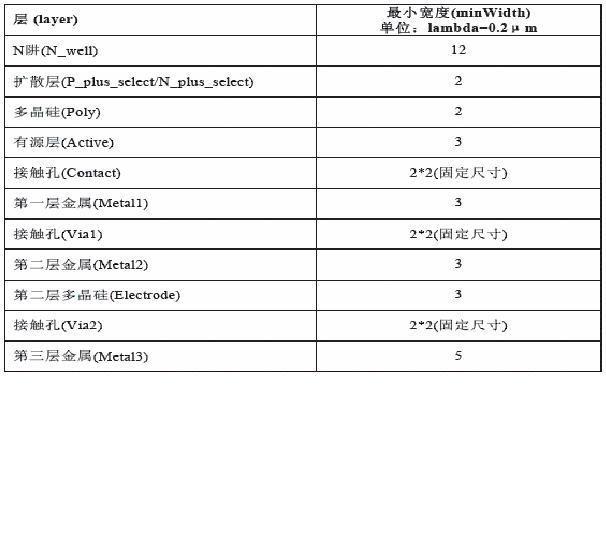 层 (layer)
最小宽度(minWidth)
单位：lambda=0.2μm
N阱(N_well)
12
扩散层(P_plus_select/N_plus_select)
2
多晶硅(Poly)
2
有源层(Active)
3
接触孔(Contact)
2*2(固定尺寸)
第一层金属(Metal1)
3
接触孔(Via1)
2*2(固定尺寸)
第二层金属(Metal2)
3
第二层多晶硅(Electrode)
3
接触孔(Via2)
2*2(固定尺寸)
第三层金属(Metal3)
5